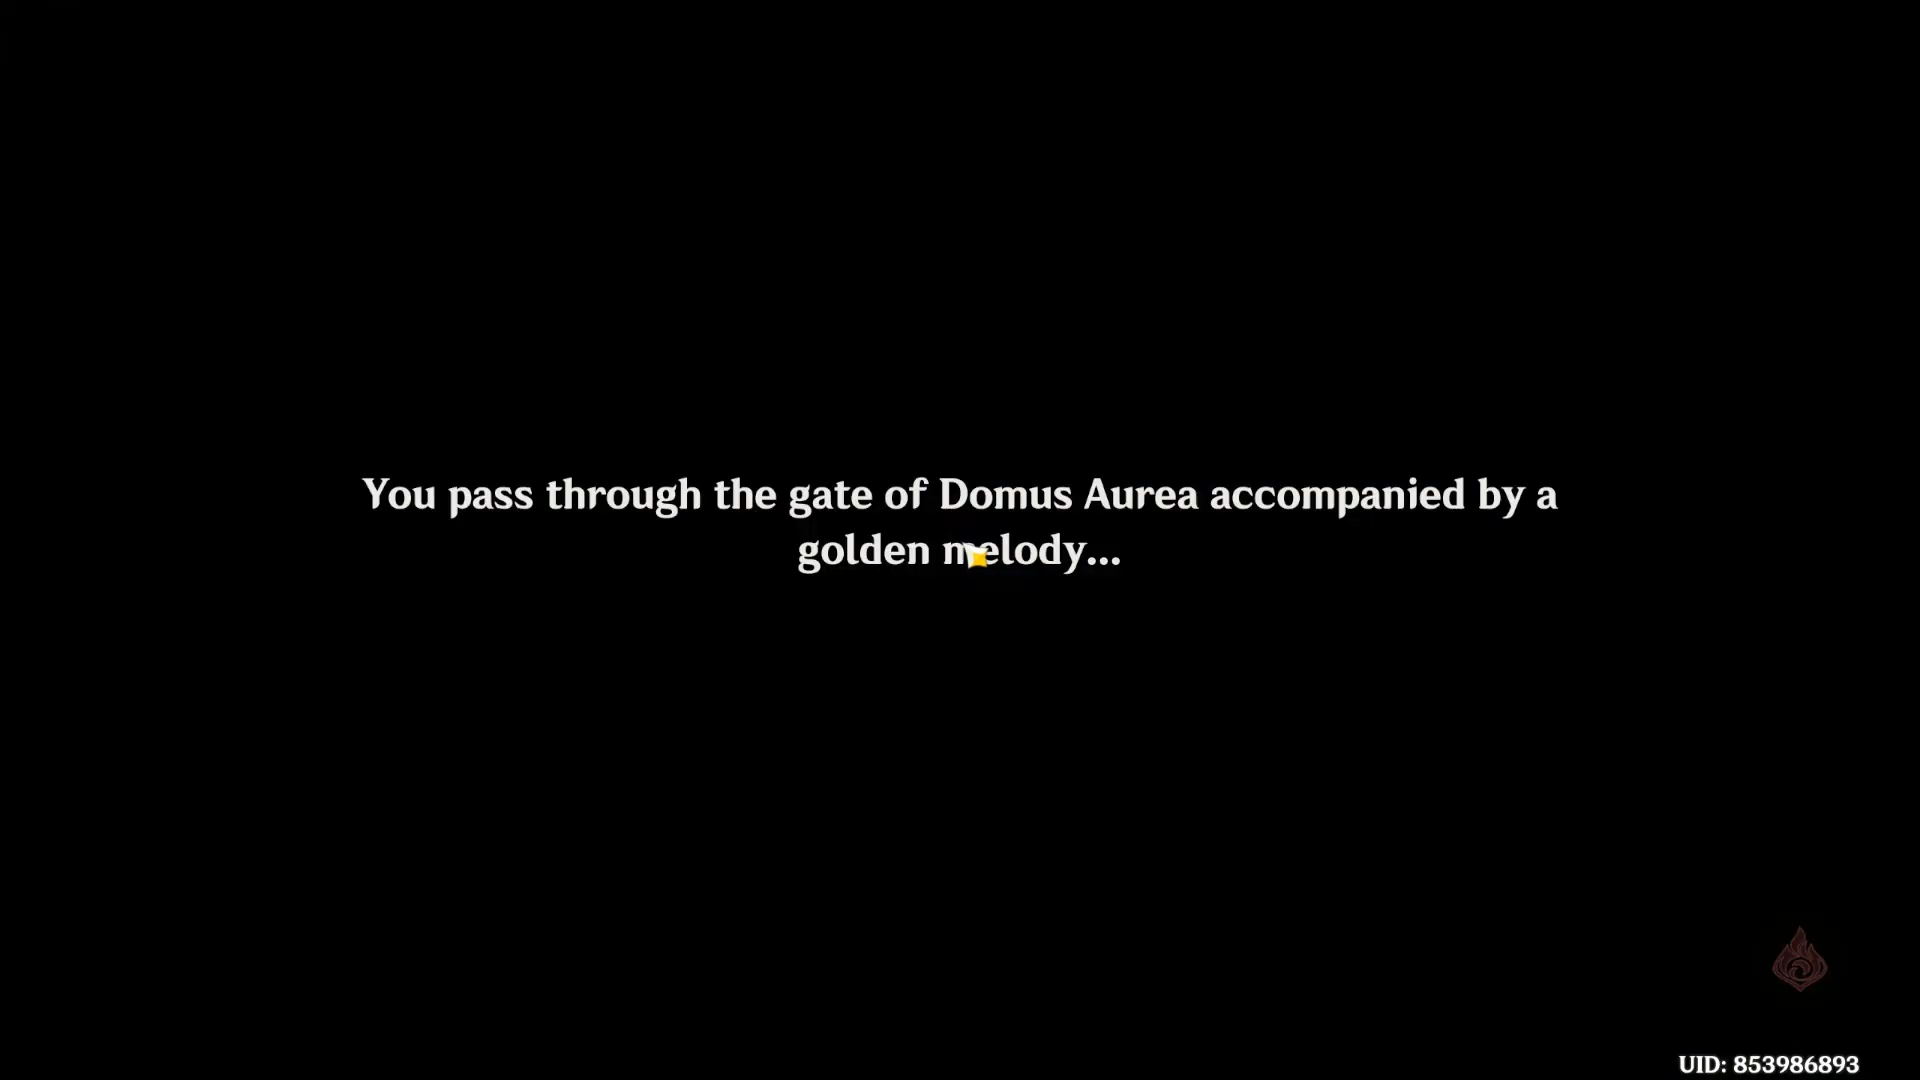 You pass through the gate of Domus Aurea accompanied by a
golden melody...
UID: 853986893